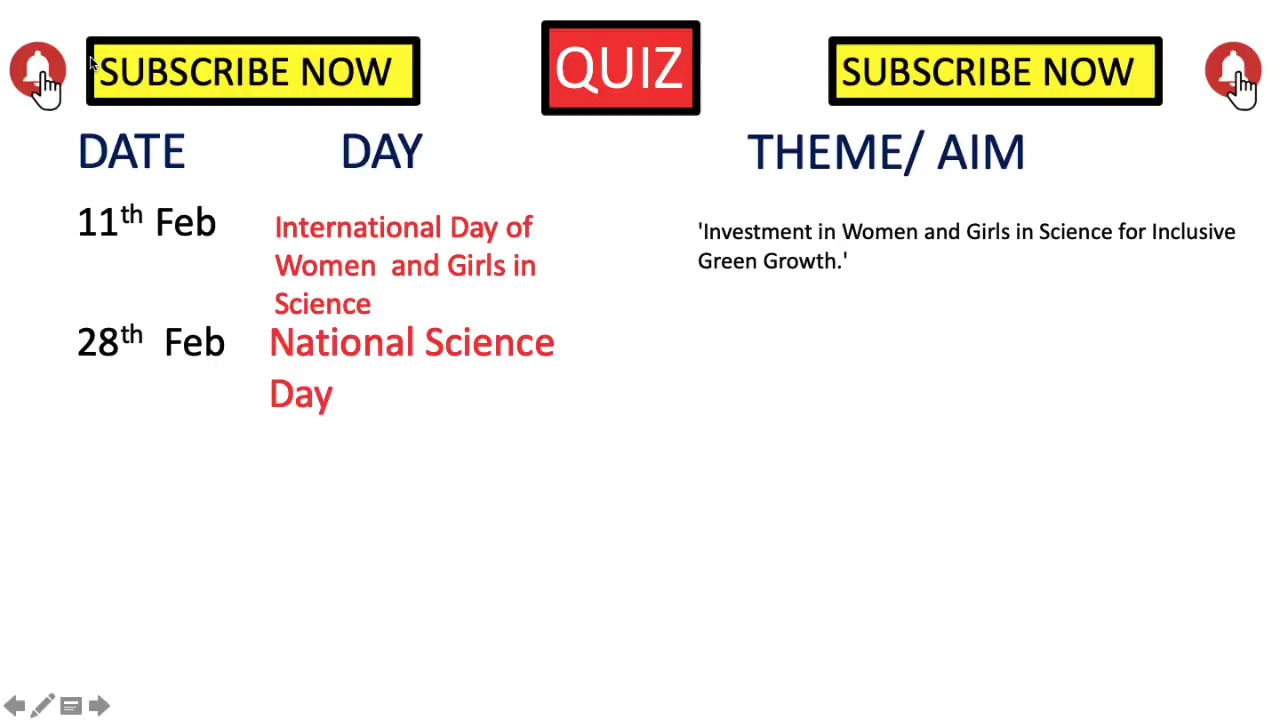 SUBSCRIBE NOW
QUIZ
SUBSCRIBE NOW
DATE
DAY
THEME/ AIM
11th Feb
International Day of
Women and Girls in
Science
'Investment in Women and Girls in Science for Inclusive
Green Growth.'
28th Feb
National Science
Day